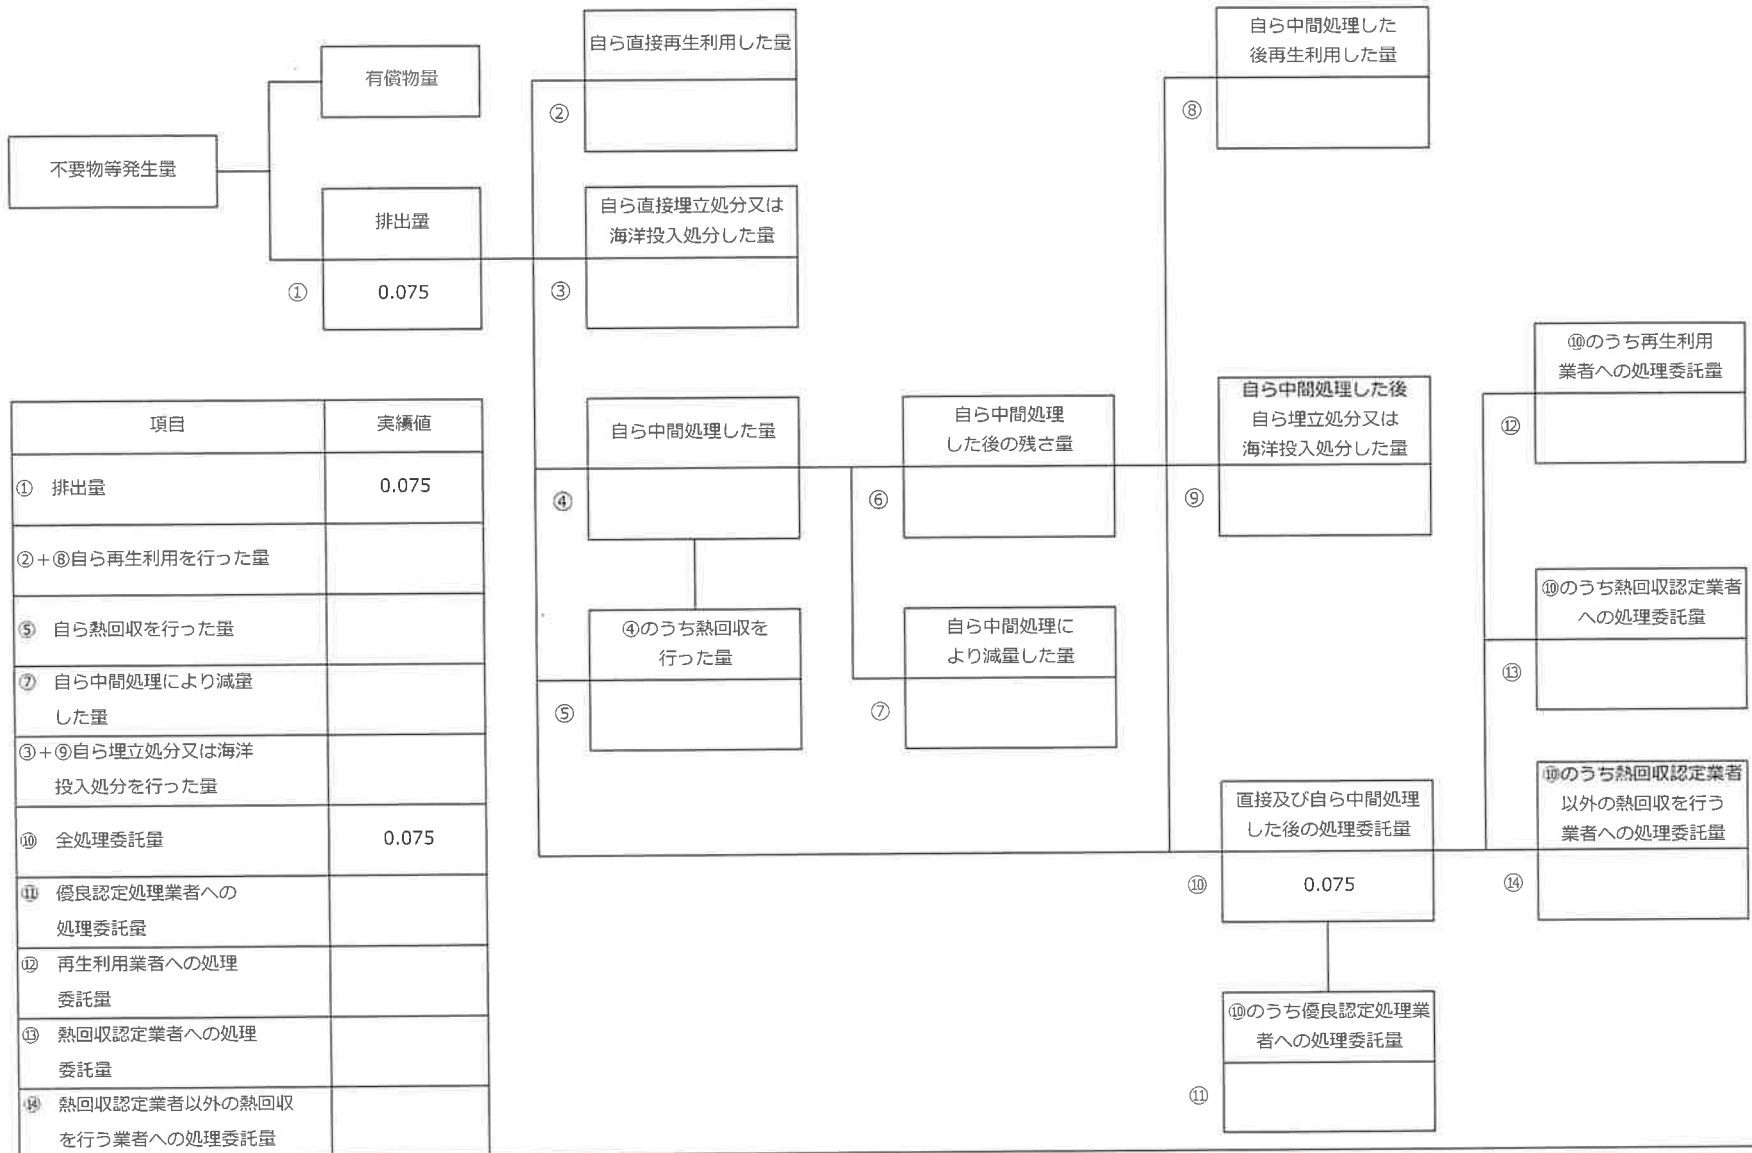 不要物等発生量
有償物量
排出量
① 0.075
自ら直接再生利用した量
②
自ら直接埋立処分又は
海洋投入処分した量
③
自ら中間処理した量
④
④のうち熱回収を
行った量
⑤
自ら中間処理
した後の残さ量
⑥
自ら中間処理に
より減量した量
⑦
自ら中間処理した
後再生利用した量
⑧
自ら中間処理した後
自ら埋立処分又は
海洋投入処分した量
⑨
直接及び自ら中間処理
した後の処理委託量
⑩ 0.075
⑩のうち優良認定処理業
者への処理委託量
⑪
⑩のうち再生利用
業者への処理委託量
⑫
⑩のうち熱回収認定業者
への処理委託量
⑬
⑩のうち熱回収認定業者
以外の熱回収を行う
業者への処理委託量
⑭
項目 実績値
① 排出量 0.075
②+⑧自ら再生利用を行った量
⑤ 自ら熱回収を行った量
⑦ 自ら中間処理により減量
した量
③+⑨自ら埋立処分又は海洋
投入処分を行った量
⑩ 全処理委託量 0.075
⑪ 優良認定処理業者への
処理委託量
⑫ 再生利用業者への処理
委託量
⑬ 熱回収認定業者への処理
委託量
⑭ 熱回収認定業者以外の熱回収
を行う業者への処理委託量